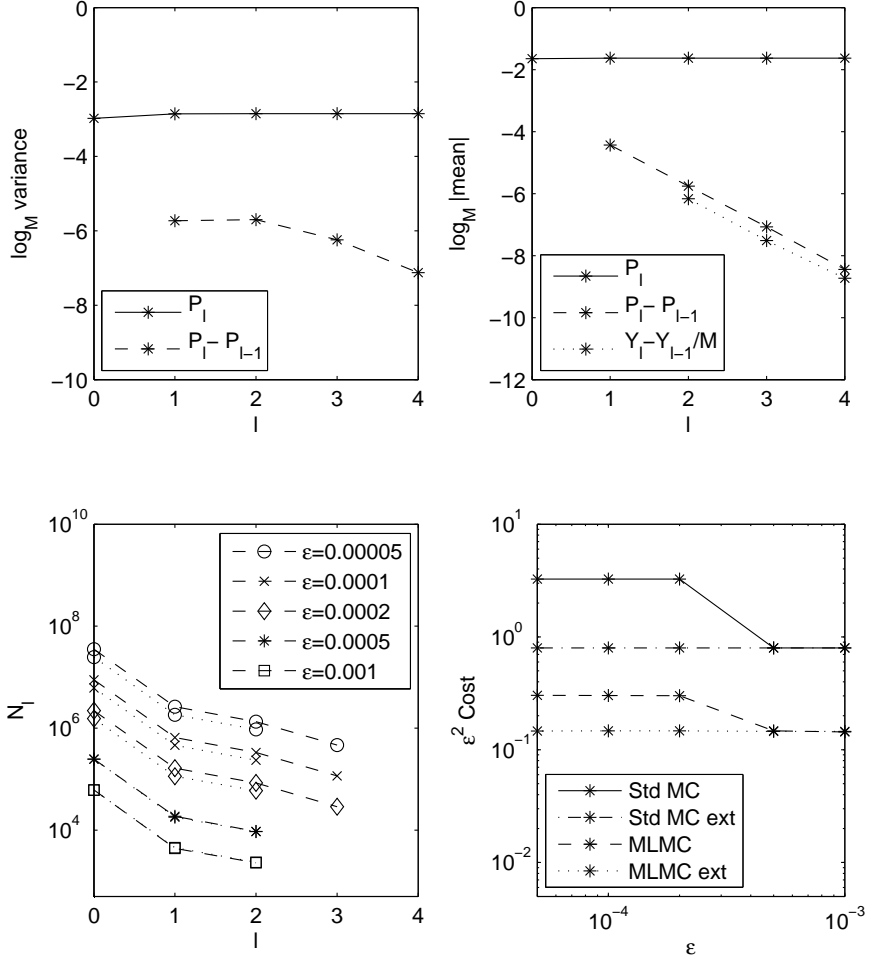 0
−2
−4
−6
−8
−10
log_M variance
0 1 2 3 4
l
P_l
P_l− P_{l−1}
0
−2
−4
−6
−8
−10
−12
log_M |mean|
0 1 2 3 4
l
P_l
P_l− P_{l−1}
Y_l−Y_{l−1}/M
10^10
10^8
10^6
10^4
N_l
0 1 2 3 4
l
ε=0.00005
ε=0.0001
ε=0.0002
ε=0.0005
ε=0.001
10^1
10^0
10^−1
10^−2
ε^2 Cost
10^−4 10^−3
ε
Std MC
Std MC ext
MLMC
MLMC ext